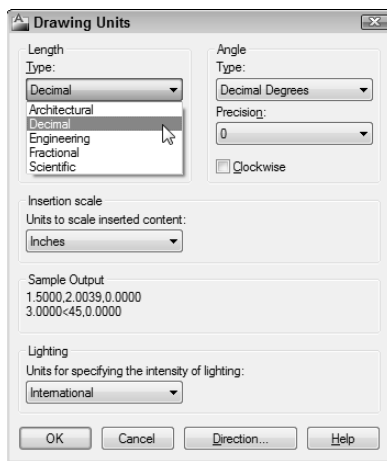 Drawing Units
Length
Type:
Decimal
Architectural
Decimal
Engineering
Fractional
Scientific
Angle
Type:
Decimal Degrees
Precision:
0
Clockwise
Insertion scale
Units to scale inserted content:
Inches
Sample Output
1.5000,2.0039,0.0000
3.0000<45,0.0000
Lighting
Units for specifying the intensity of lighting:
International
OK
Cancel
Direction...
Help